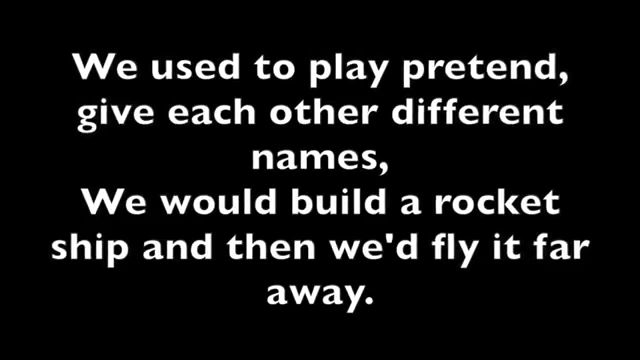 We used to play pretend,
give each other different
names,
We would build a rocket
ship and then we'd fly it far
away.